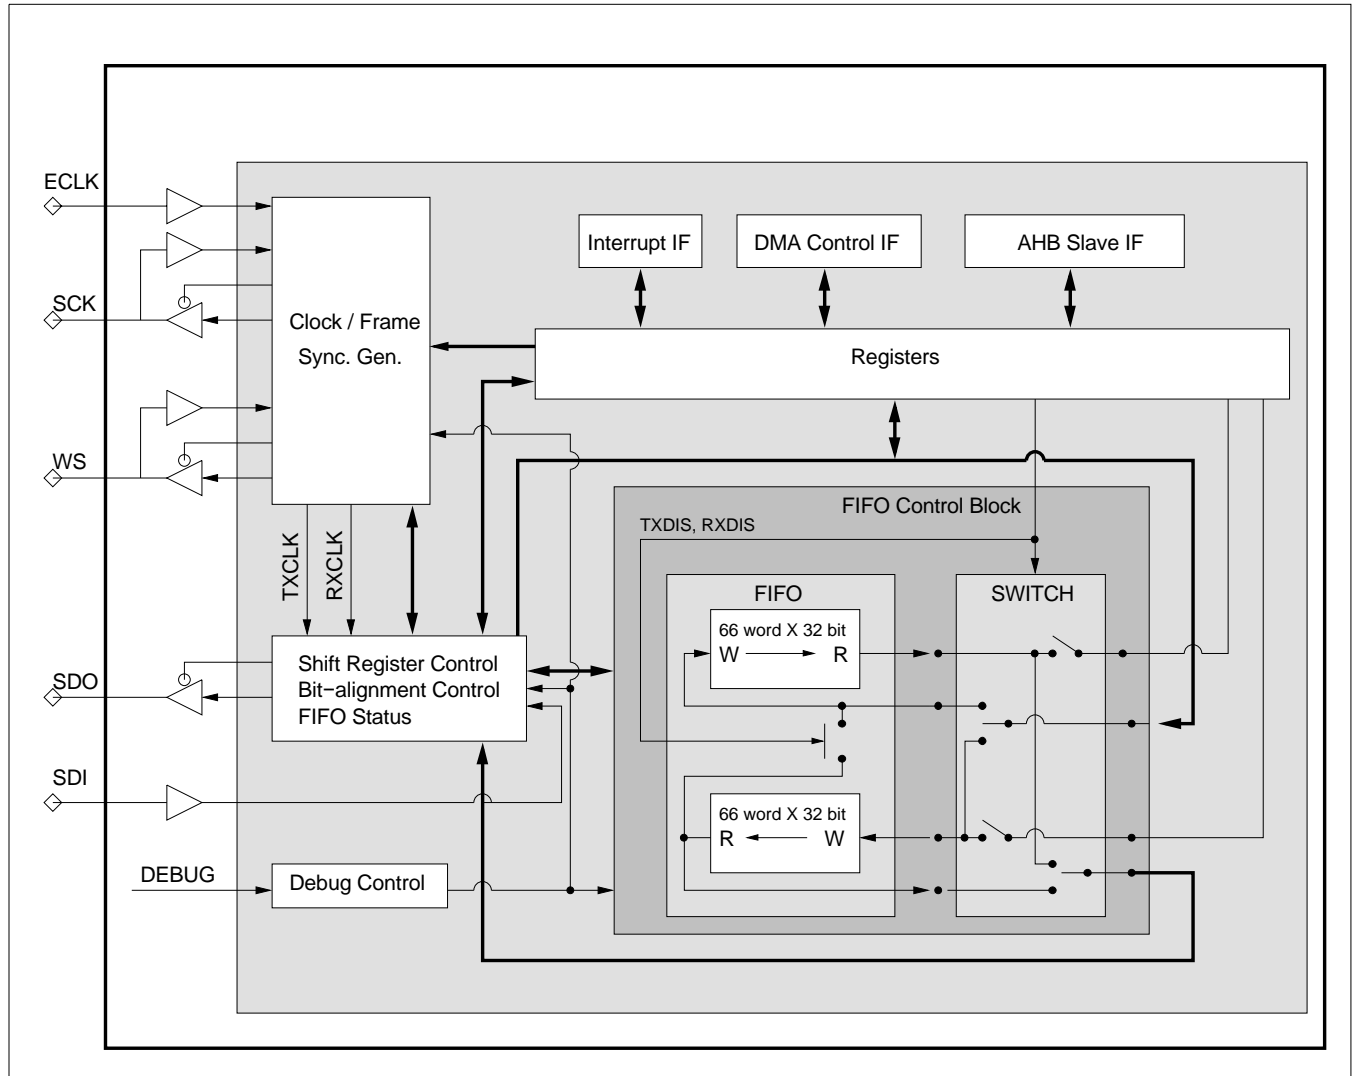 ECLK
SCK
WS
SDO
SDI
DEBUG
Clock / Frame
Sync. Gen.
Interrupt IF
DMA Control IF
AHB Slave IF
Registers
TXCLK
RXCLK
Shift Register Control
Bit−alignment Control
FIFO Status
Debug Control
FIFO Control Block
TXDIS, RXDIS
FIFO
66 word X 32 bit
W R
66 word X 32 bit
R W
SWITCH